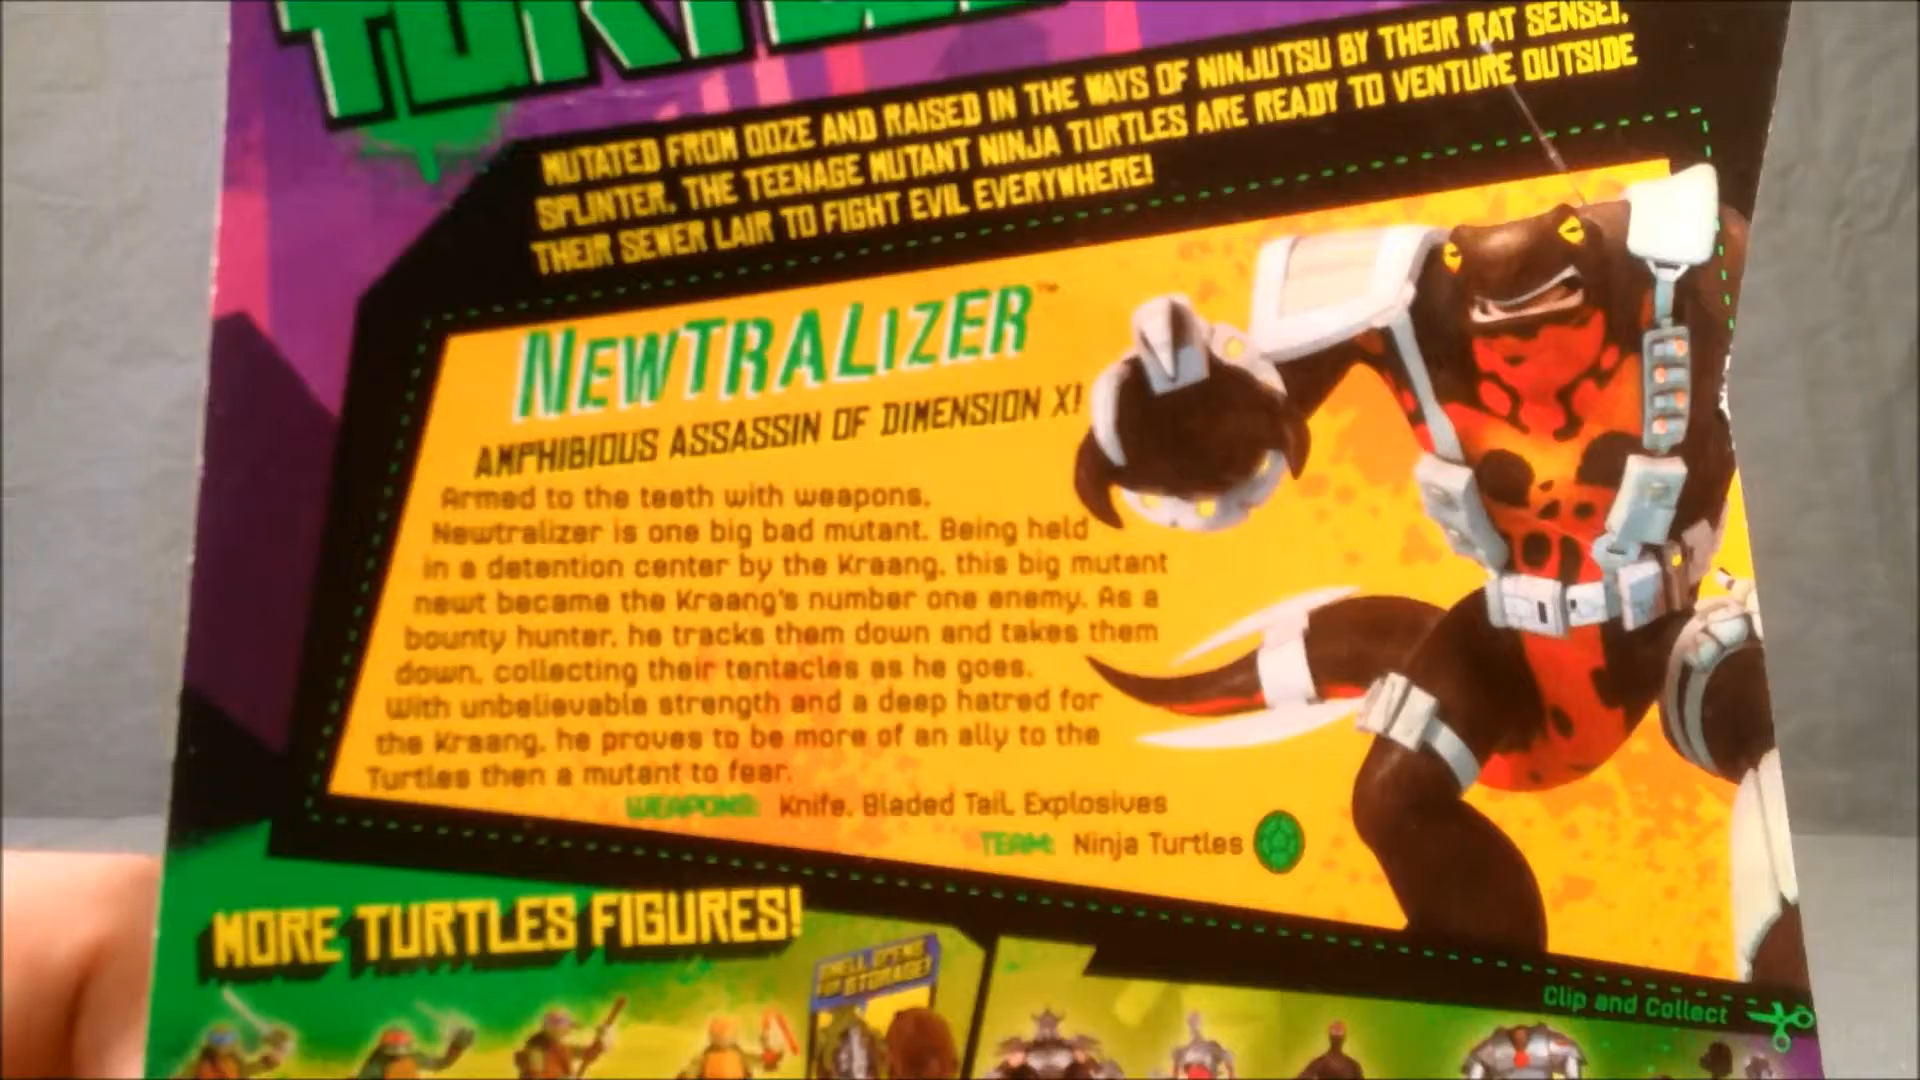 TURTLES
MUTATED FROM OOZE AND RAISED IN THE WAYS OF NINJUTSU BY THEIR RAT SENSEI,
SPLINTER, THE TEENAGE MUTANT NINJA TURTLES ARE READY TO VENTURE OUTSIDE
THEIR SEWER LAIR TO FIGHT EVIL EVERYWHERE!
NEWTRALIZER™
AMPHIBIOUS ASSASSIN OF DIMENSION X!
Armed to the teeth with weapons,
Newtralizer is one big bad mutant. Being held
in a detention center by the Kraang, this big mutant
newt became the Kraang's number one enemy. As a
bounty hunter, he tracks them down and takes them
down, collecting their tentacles as he goes.
With unbelievable strength and a deep hatred for
the Kraang, he proves to be more of an ally to the
Turtles then a mutant to fear.
WEAPONS: Knife, Bladed Tail, Explosives
TEAM: Ninja Turtles
MORE TURTLES FIGURES!
SHELL OPENS
FOR STORAGE!
Clip and Collect